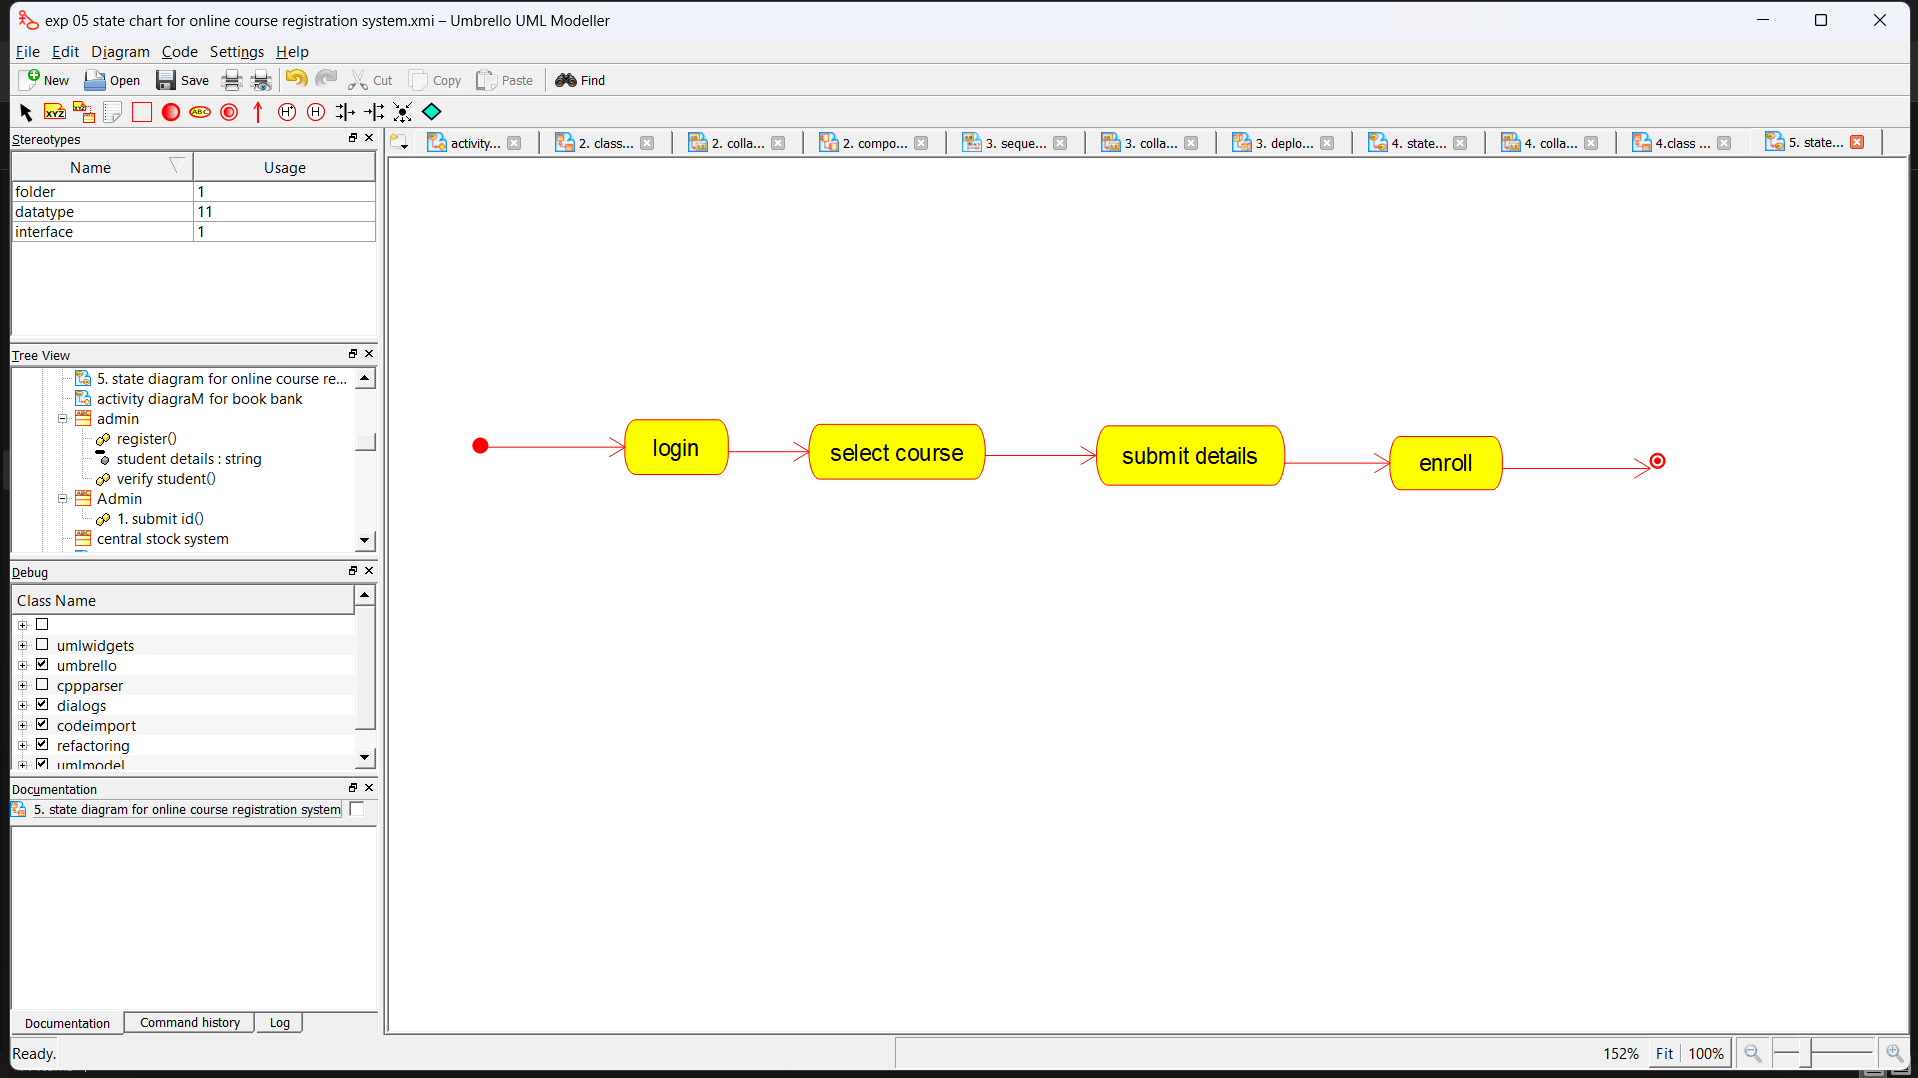 exp 05 state chart for online course registration system.xmi – Umbrello UML Modeller
File Edit Diagram Code Settings Help
New Open Save Cut Copy Paste Find
XYZ XYZ ABC H* H
Stereotypes
Name Usage
folder 1
datatype 11
interface 1
Tree View
5. state diagram for online course re...
activity diagraM for book bank
admin
register()
student details : string
verify student()
Admin
1. submit id()
central stock system
Debug
Class Name
umlwidgets
umbrello
cppparser
dialogs
codeimport
refactoring
umlmodel
Documentation
5. state diagram for online course registration system
Documentation Command history Log
Ready.
activity... 2. class... 2. colla... 2. compo... 3. seque... 3. colla... 3. deplo... 4. state... 4. colla... 4.class ... 5. state...
login
select course
submit details
enroll
152% Fit 100%